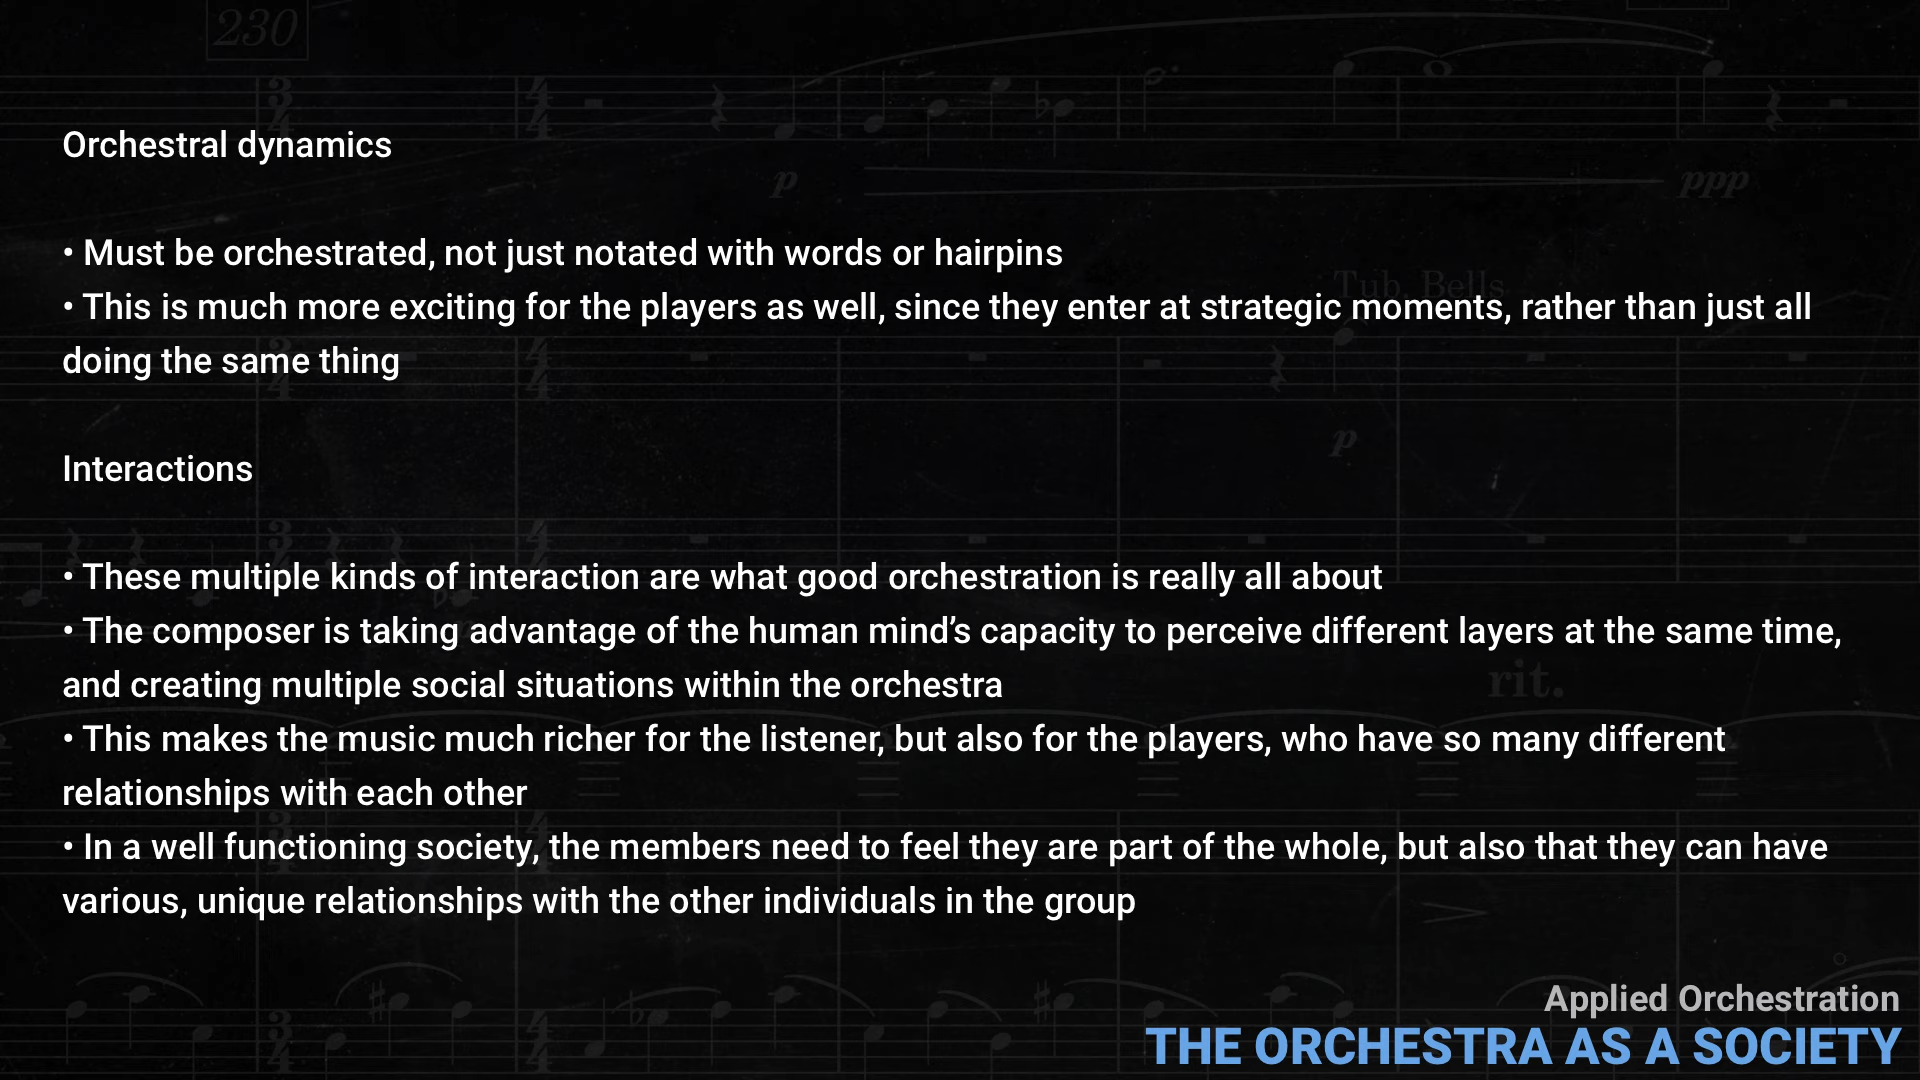 230
Orchestral dynamics
p
ppp
• Must be orchestrated, not just notated with words or hairpins
Tub. Bells
• This is much more exciting for the players as well, since they enter at strategic moments, rather than just all
doing the same thing
p
Interactions
• These multiple kinds of interaction are what good orchestration is really all about
• The composer is taking advantage of the human mind’s capacity to perceive different layers at the same time,
and creating multiple social situations within the orchestra
rit.
• This makes the music much richer for the listener, but also for the players, who have so many different
relationships with each other
• In a well functioning society, the members need to feel they are part of the whole, but also that they can have
various, unique relationships with the other individuals in the group
Applied Orchestration
THE ORCHESTRA AS A SOCIETY